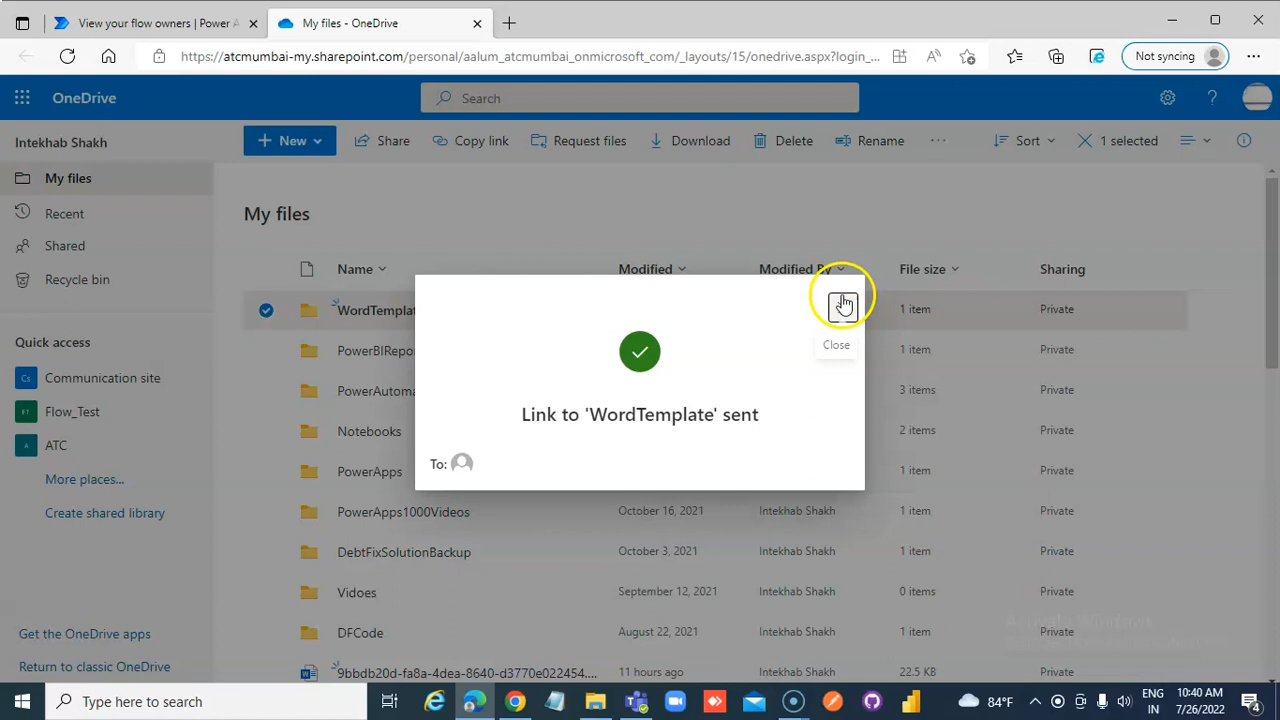 View your flow owners | Power A
My files - OneDrive
https://atcmumbai-my.sharepoint.com/personal/aalum_atcmumbai_onmicrosoft_com/_layouts/15/onedrive.aspx?login_...
Not syncing
OneDrive
Search
Intekhab Shakh
New
Share
Copy link
Request files
Download
Delete
Rename
Sort
1 selected
My files
Recent
Shared
Recycle bin
Quick access
Communication site
Flow_Test
ATC
More places...
Create shared library
Get the OneDrive apps
Return to classic OneDrive
My files
Name Modified Modified By File size Sharing
WordTemplat 1 item Private
PowerBIRepo 1 item Private
PowerAutoma 3 items Private
Notebooks 2 items Private
PowerApps 1 item Private
PowerApps1000Videos October 16, 2021 Intekhab Shakh 1 item Private
DebtFixSolutionBackup October 3, 2021 Intekhab Shakh 1 item Private
Vidoes September 12, 2021 Intekhab Shakh 0 items Private
DFCode August 22, 2021 Intekhab Shakh 1 item Private
9bbdb20d-fa8a-4dea-8640-d3770e022454.... 11 hours ago Intekhab Shakh 22.5 KB Private
Close
Link to 'WordTemplate' sent
To:
Activate Windows
Type here to search
84°F
ENG
IN
10:40 AM
7/26/2022
4